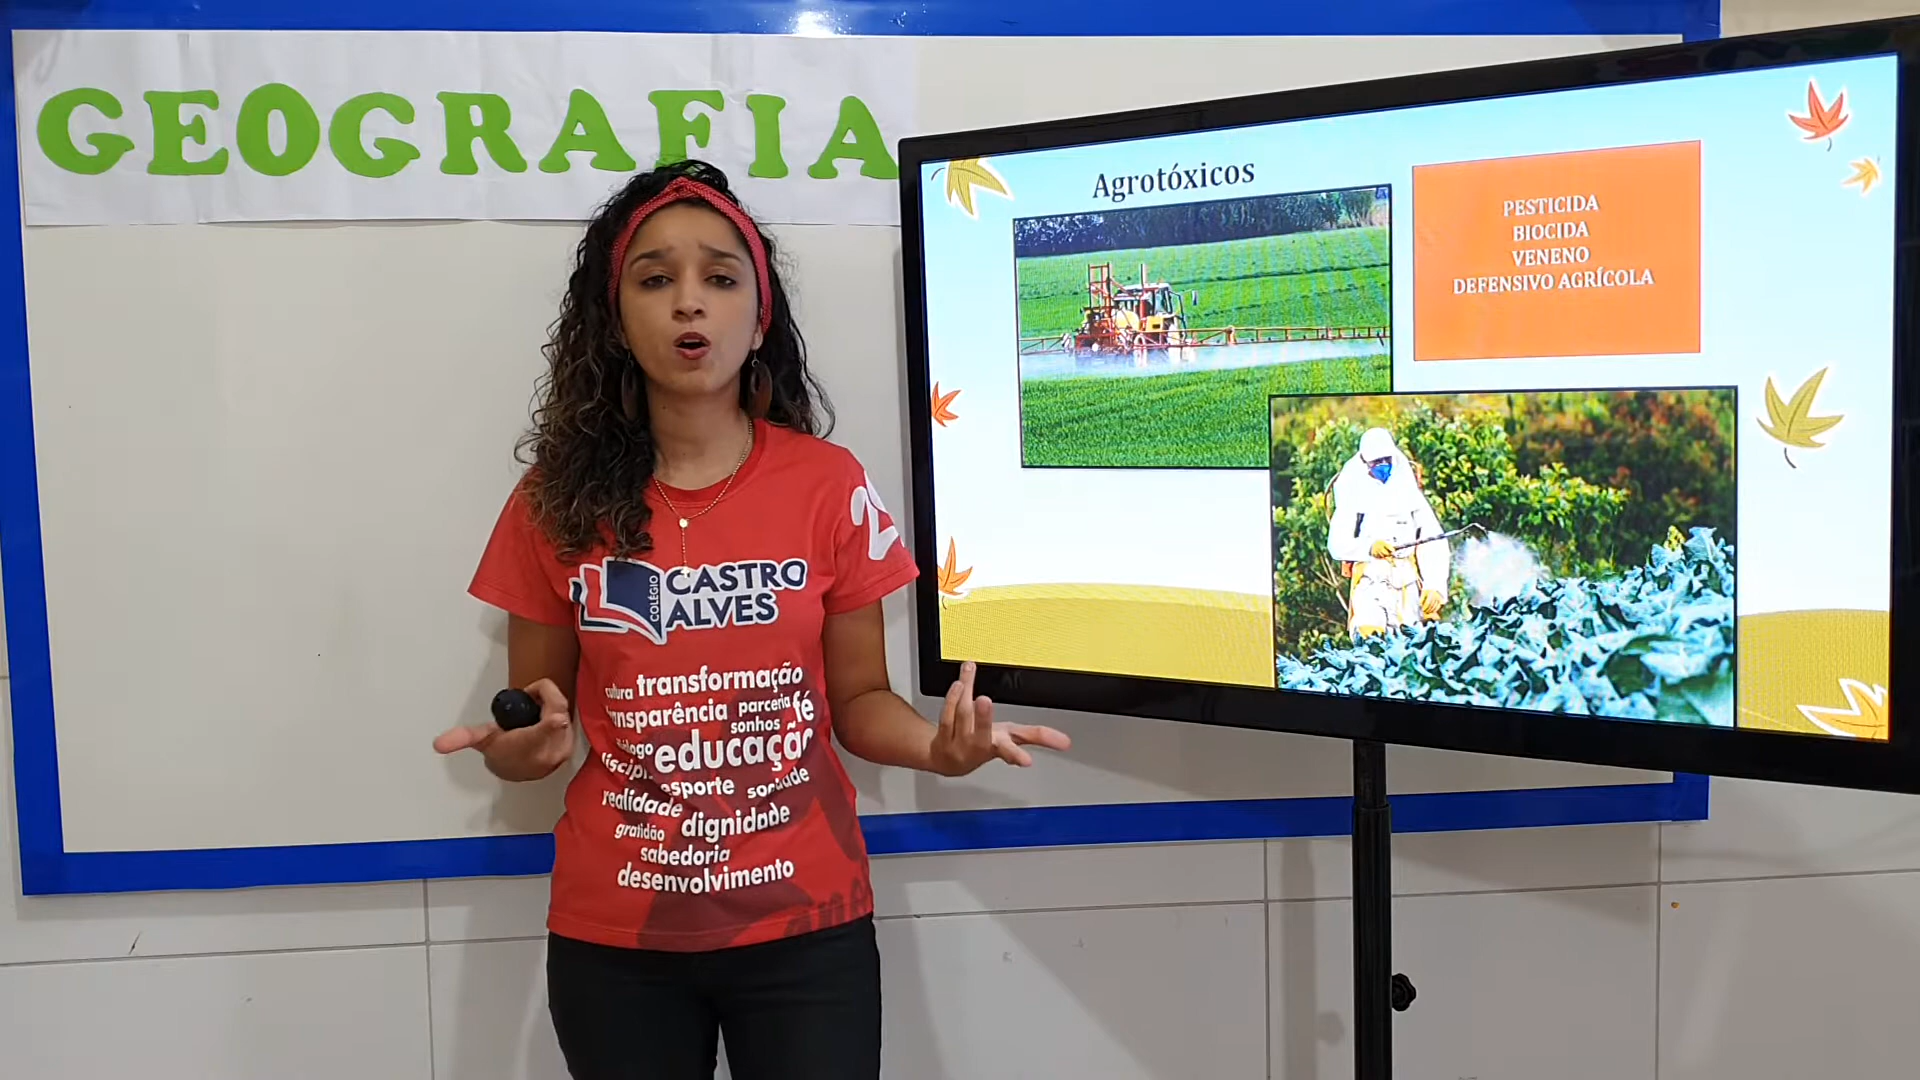 GEOGRAFIA
Agrotóxicos
PESTICIDA
BIOCIDA
VENENO
DEFENSIVO AGRÍCOLA
COLÉGIO
CASTRO
ALVES
transformação
parceria fé
sonhos
educação
esporte
realidade
gratidão dignidade
sabedoria
desenvolvimento